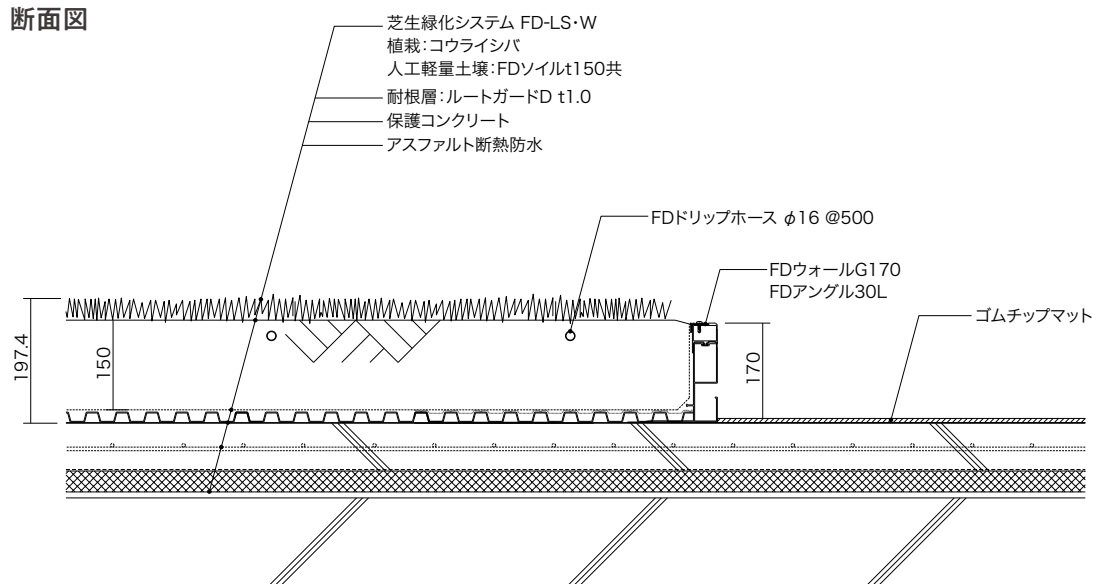 断面図
芝生緑化システム FD-LS・W
植栽：コウライシバ
人工軽量土壌：FDソイルt150共
耐根層：ルートガードD t1.0
保護コンクリート
アスファルト断熱防水
FDドリップホース φ16 @500
FDウォールG170
FDアングル30L
ゴムチップマット
197.4
150
170